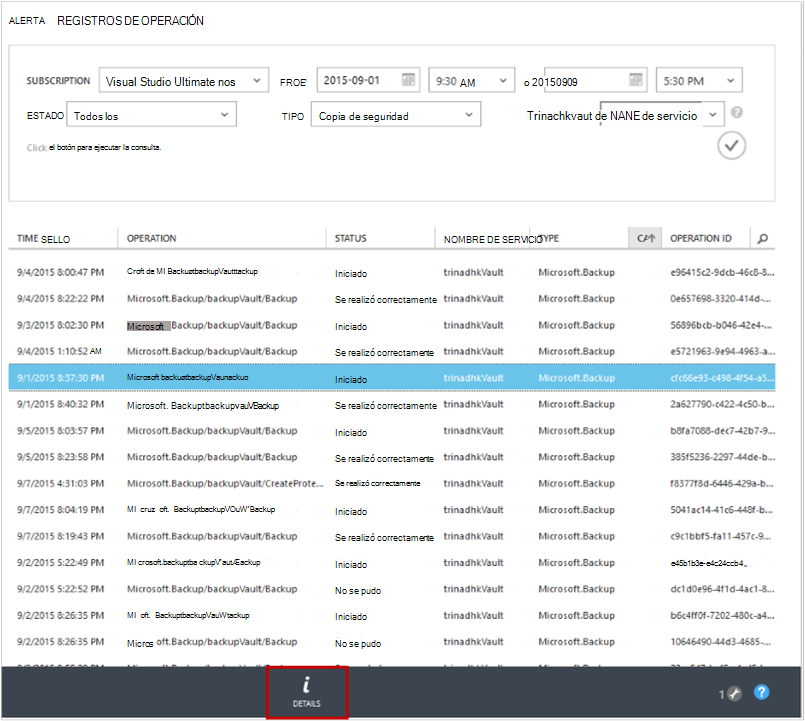 ALERTA REGISTROS DE OPERACIÓN
SUBSCRIPTION Visual Studio Ultimate nos FROE' 2015-09-01 9:30 AM o 20150909 5:30 PM
ESTADO Todos los TIPO Copia de seguridad Trinachkvaut de NANE de servicio ?
Click el botón para ejecutar la consulta.
TIME SELLO OPERATION STATUS NOMBRE DE SERVICIO TYPE OPERATION ID
9/4/2015 8:00:47 PM Croft de MI BackuatbackupVautttackup Iniciado trinadhkVault Microsoft.Backup e96415c2-9dcb-46c8-8...
9/4/2015 8:22:22 PM Microsoft.Backup/backupVault/Backup Se realizó correctamente trinadhkVault Microsoft.Backup 0e657698-3320-414d-...
9/3/2015 8:02:30 PM Microsoft Backup/backupVault/Backup Iniciado trinadhkVault Microsoft.Backup 56896bcb-b046-42e4-...
9/4/2015 1:10:52 AM Microsoft.Backup/backupVault/Backup Se realizó correctamente trinadhkVault Microsoft.Backup e5721963-9e94-4963-a...
9/1/2015 8:37:30 PM Microsoft backuatbackupVaunackuo Iniciado trinadhkVault Microsoft.Backup cfc66e93-c498-4f54-a5...
9/1/2015 8:40:32 PM Microsoft. BackuptbackupvauVBackup Se realizó correctamente trinadhkVault Microsoft.Backup 2a627790-c422-4c50-b...
9/5/2015 8:03:57 PM Microsoft.Backup/backupVault/Backup Iniciado trinadhkVault Microsoft.Backup b8fa7088-dec7-42b7-9...
9/5/2015 8:23:58 PM Microsoft.Backup/backupVault/Backup Se realizó correctamente trinadhkVault Microsoft.Backup 385f5236-2297-44de-b...
9/7/2015 4:31:03 PM Microsoft.Backup/backupVault/CreateProte... Se realizó correctamente trinadhkVault Microsoft.Backup f8377f8d-6446-429a-b...
9/7/2015 8:04:19 PM MI cruz oft. BackuptbackupVOuW'Backup Iniciado trinadhkVault Microsoft.Backup 5041ac14-41c6-448f-b...
9/7/2015 8:19:43 PM Microsoft.Backup/backupVault/Backup Se realizó correctamente trinadhkVault Microsoft.Backup c9c1bbf5-fa11-457c-9...
9/2/2015 5:22:49 PM MI crosoft.backuptba ckupV'aut/Eackup Iniciado trinadhkVault Microsoft.Backup e45b1b3e-e4c24ccb4_
9/2/2015 5:22:52 PM Microsoft.Backup/backupVault/Backup No se pudo trinadhkVault Microsoft.Backup dc1d0e96-4f1d-4ac1-8...
9/2/2015 8:26:35 PM MI oft. BackuptbackupVauWtackup Iniciado trinadhkVault Microsoft.Backup b6c4ff0f-7202-480c-a4...
9/2/2015 8:26:35 PM Micros oft.Backup/backupVault/Backup No se pudo trinadhkVault Microsoft.Backup 10646490-44d3-4685-...
i
DETAILS
1 ?